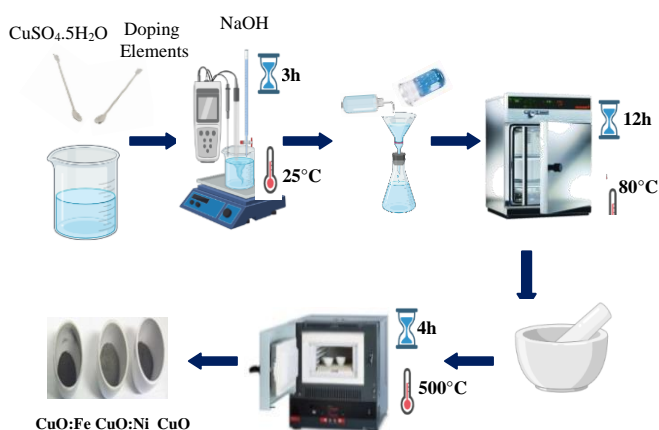 CuSO₄.5H₂O
Doping
Elements
NaOH
3h
25°C
12h
80°C
4h
500°C
CuO:Fe CuO:Ni CuO